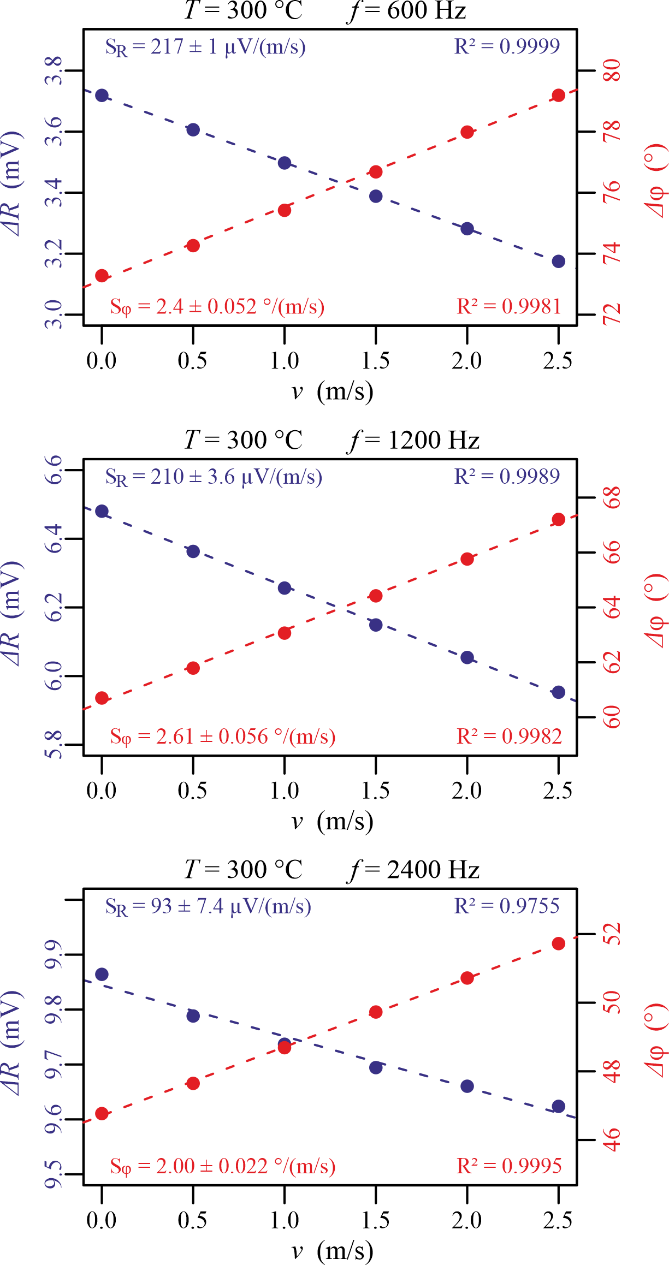 T = 300 °C f = 600 Hz
S_R = 217 ± 1 µV/(m/s) R² = 0.9999
3.8
3.6
3.4
3.2
3.0
ΔR (mV)
80
78
76
74
72
Δφ (°)
Sφ = 2.4 ± 0.052 °/(m/s) R² = 0.9981
0.0 0.5 1.0 1.5 2.0 2.5
v (m/s)
T = 300 °C f = 1200 Hz
S_R = 210 ± 3.6 µV/(m/s) R² = 0.9989
6.6
6.4
6.2
6.0
5.8
ΔR (mV)
68
66
64
62
60
Δφ (°)
Sφ = 2.61 ± 0.056 °/(m/s) R² = 0.9982
0.0 0.5 1.0 1.5 2.0 2.5
v (m/s)
T = 300 °C f = 2400 Hz
S_R = 93 ± 7.4 µV/(m/s) R² = 0.9755
9.9
9.8
9.7
9.6
9.5
ΔR (mV)
52
50
48
46
Δφ (°)
Sφ = 2.00 ± 0.022 °/(m/s) R² = 0.9995
0.0 0.5 1.0 1.5 2.0 2.5
v (m/s)